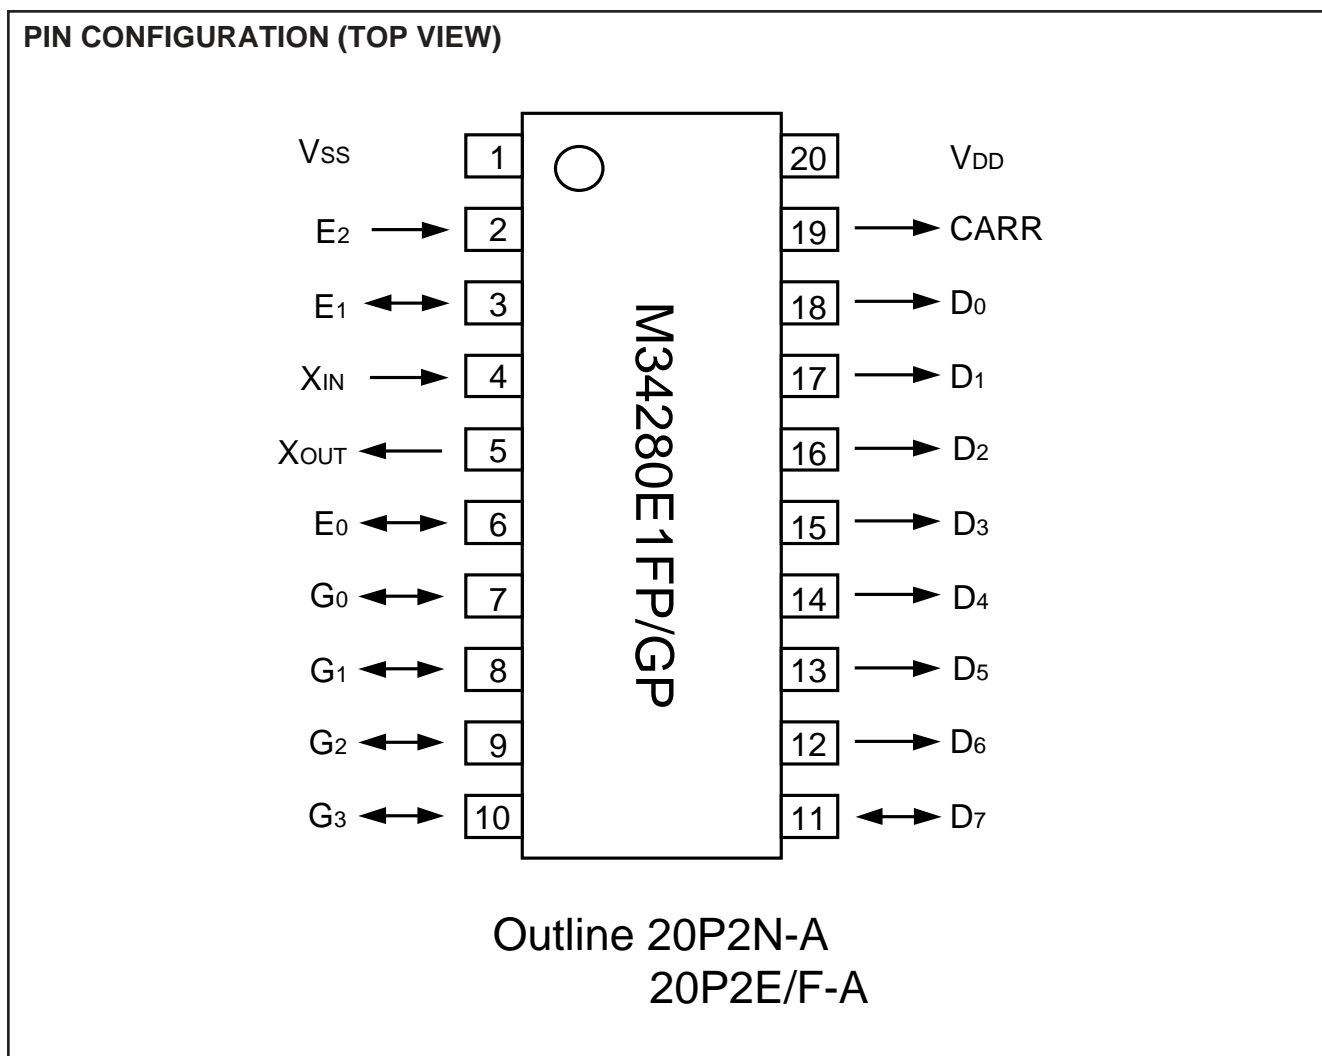 PIN CONFIGURATION (TOP VIEW)
VSS 1 20 VDD
E2 2 19 CARR
E1 3 18 D0
XIN 4 17 D1
XOUT 5 16 D2
E0 6 15 D3
G0 7 14 D4
G1 8 13 D5
G2 9 12 D6
G3 10 11 D7
M34280E1FP/GP
Outline 20P2N-A
20P2E/F-A